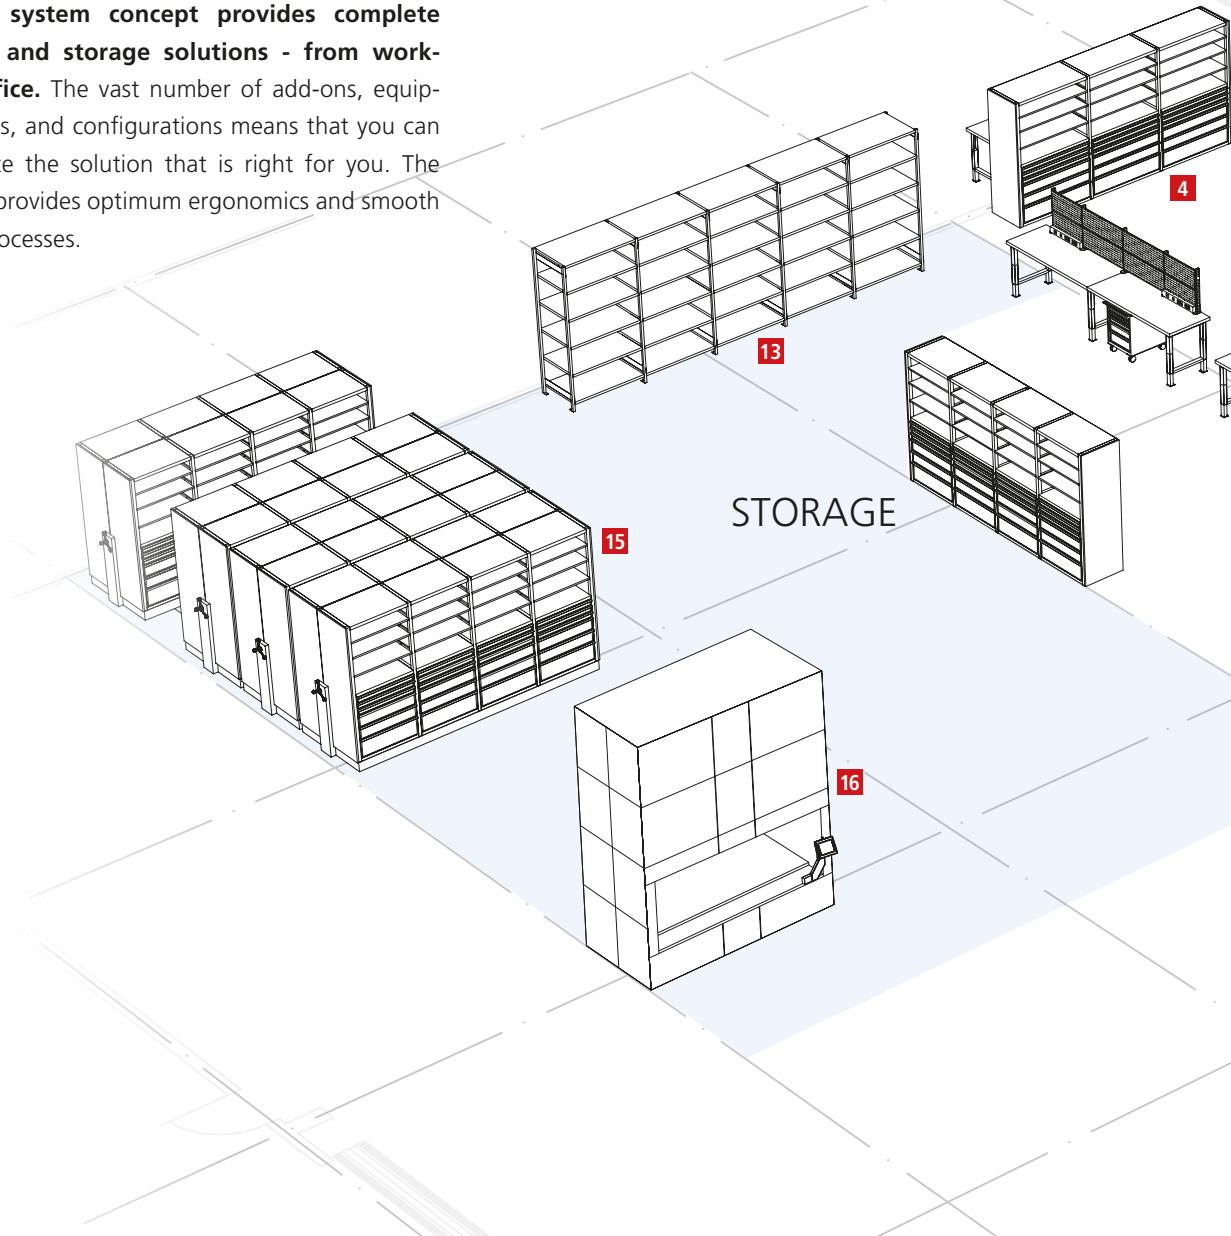 system concept provides complete
and storage solutions - from work-
The vast number of add-ons, equip-
and configurations means that you can
the solution that is right for you. The
provides optimum ergonomics and smooth
4
13
STORAGE
15
16